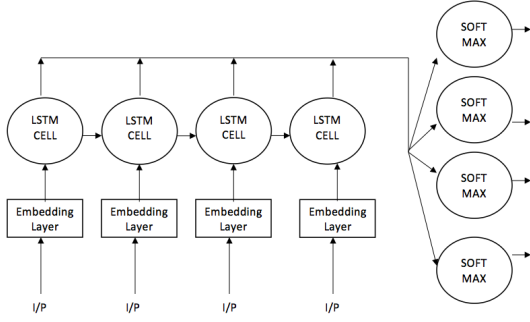 SOFT
MAX
SOFT
MAX
SOFT
MAX
SOFT
MAX
LSTM
CELL
LSTM
CELL
LSTM
CELL
LSTM
CELL
Embedding
Layer
Embedding
Layer
Embedding
Layer
Embedding
Layer
I/P
I/P
I/P
I/P